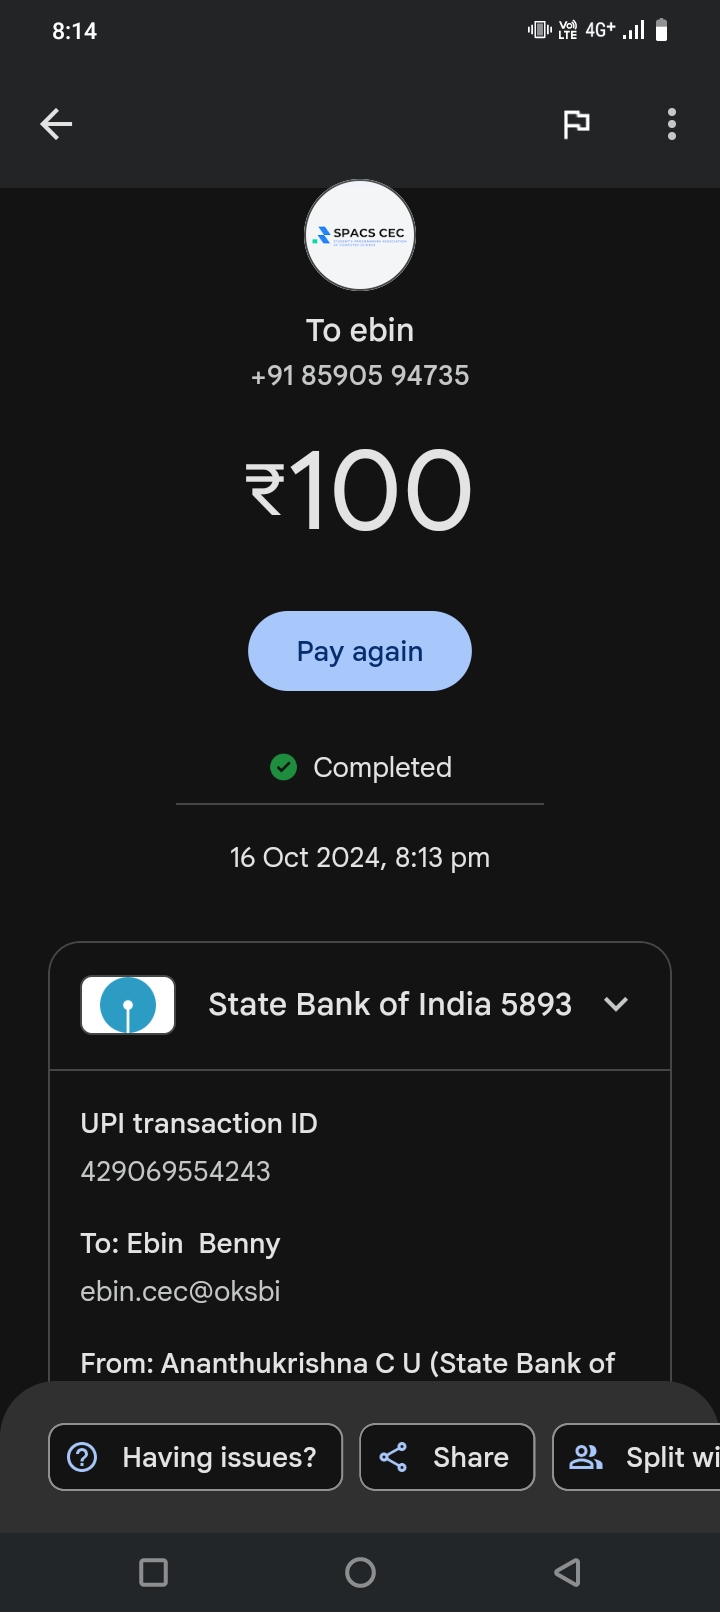 8:14
Vo)) LTE 4G+
SPACS CEC
To ebin
+91 85905 94735
₹100
Pay again
Completed
16 Oct 2024, 8:13 pm
State Bank of India 5893
UPI transaction ID
429069554243
To: Ebin  Benny
ebin.cec@oksbi
From: Ananthukrishna C U (State Bank of
Having issues?
Share
Split wi